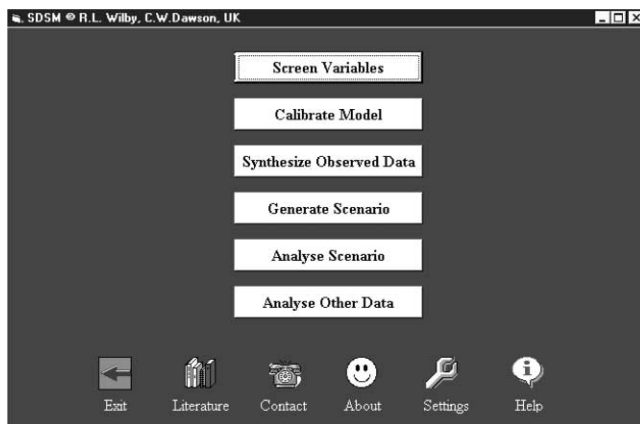 SDSM © R.L. Wilby, C.W.Dawson, UK
Screen Variables
Calibrate Model
Synthesize Observed Data
Generate Scenario
Analyse Scenario
Analyse Other Data
Exit Literature Contact About Settings Help